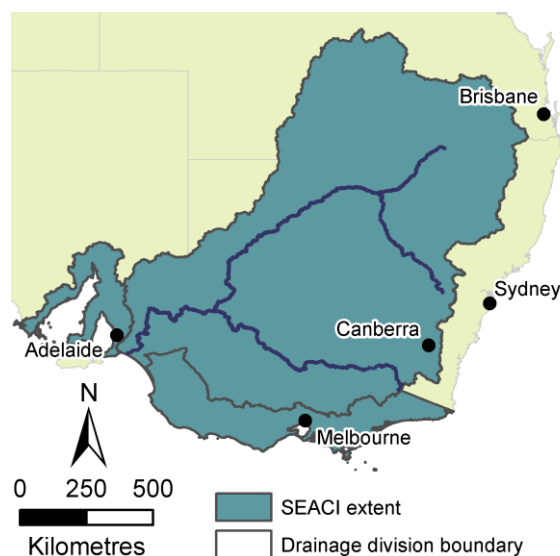 Brisbane
Sydney
Canberra
Adelaide
Melbourne
N
0 250 500
Kilometres
SEACI extent
Drainage division boundary